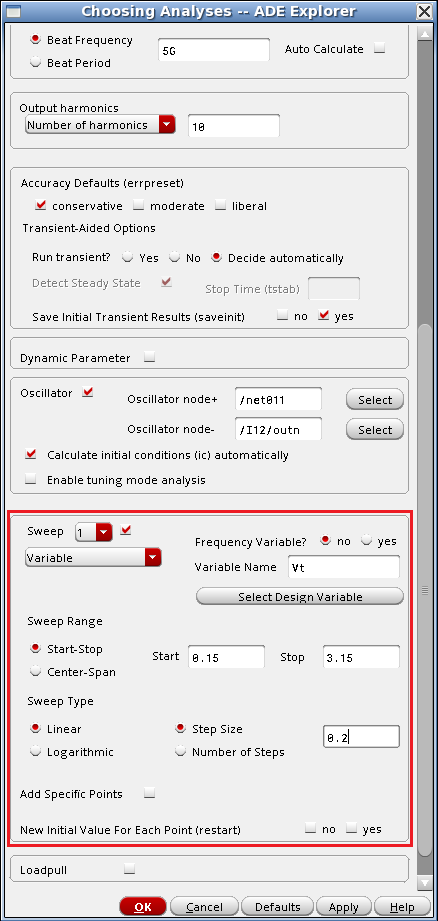 Choosing Analyses -- ADE Explorer
Beat Frequency
5G
Auto Calculate
Beat Period
Output harmonics
Number of harmonics
10
Accuracy Defaults (errpreset)
conservative moderate liberal
Transient-Aided Options
Run transient? Yes No Decide automatically
Detect Steady State Stop Time (tstab)
Save Initial Transient Results (saveinit) no yes
Dynamic Parameter
Oscillator
Oscillator node+ /net011 Select
Oscillator node- /I12/outn Select
Calculate initial conditions (ic) automatically
Enable tuning mode analysis
Sweep 1
Frequency Variable? no yes
Variable
Variable Name Vt
Select Design Variable
Sweep Range
Start-Stop
Start 0.15 Stop 3.15
Center-Span
Sweep Type
Linear Step Size
0.2
Logarithmic Number of Steps
Add Specific Points
New Initial Value For Each Point (restart) no yes
Loadpull
OK Cancel Defaults Apply Help